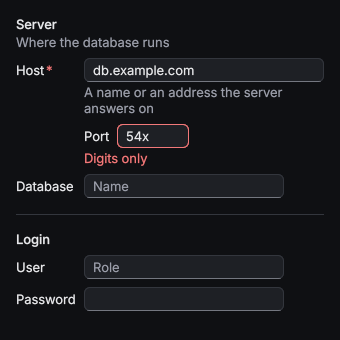 Server
Where the database runs
Host*
db.example.com
A name or an address the server
answers on
Port
54x
Digits only
Database
Name
Login
User
Role
Password